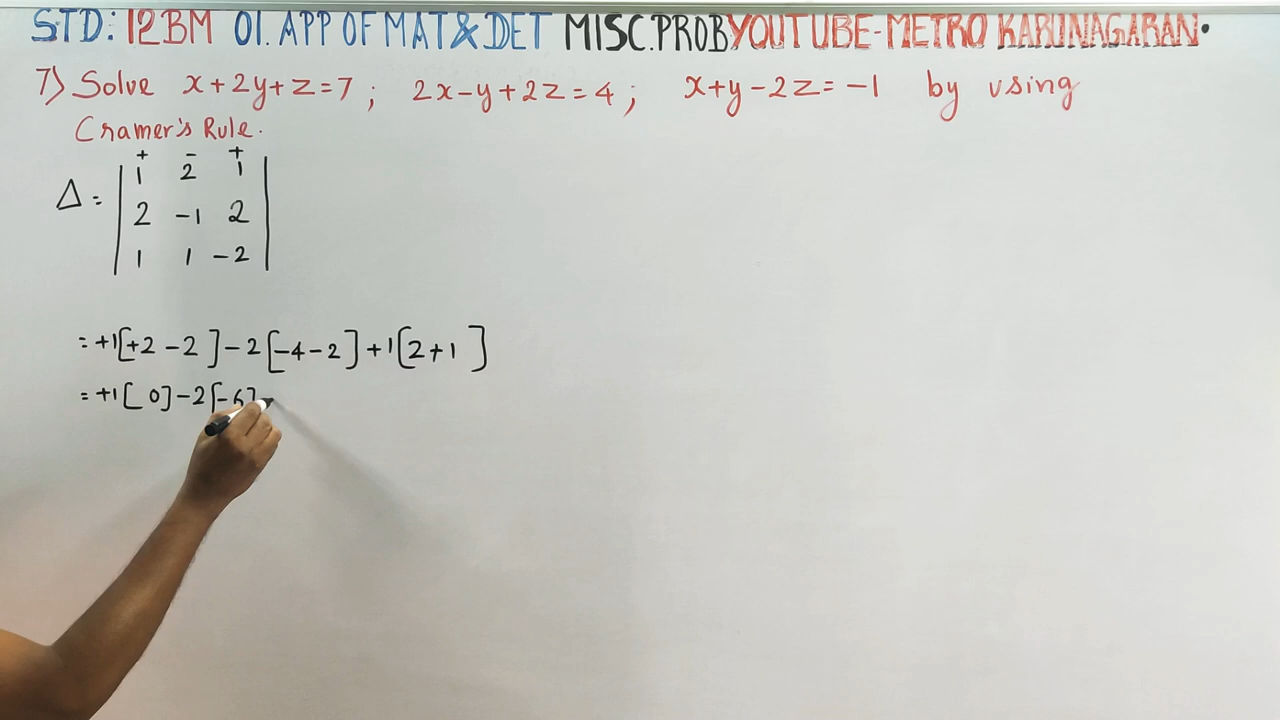 STD: 12BM 01. APP OF MAT & DET MISC.PROB YOUTUBE-METRO KARUNAGARAN.
7) Solve x+2y+z=7 ; 2x-y+2z=4 ; x+y-2z=-1 by using
Cramer's Rule.
+ - +
1 2 1
Δ = 2 -1 2
1 1 -2
= +1[+2 -2 ] -2 [-4-2] +1 [2+1 ]
= +1 [ 0] -2 [-6]